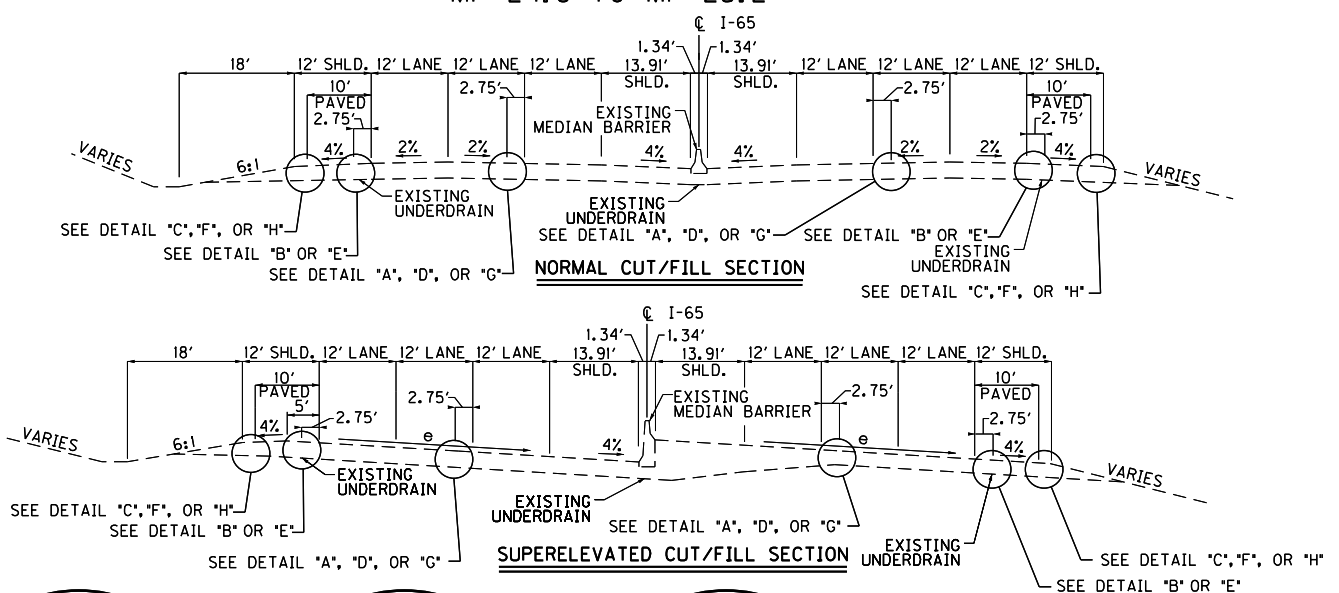 ℄ I-65
1.34' 1.34'
18' 12' SHLD. 12' LANE 12' LANE 12' LANE 13.91' SHLD. 13.91' SHLD. 12' LANE 12' LANE 12' LANE 12' SHLD.
10' PAVED
2.75'
2.75'
EXISTING
MEDIAN BARRIER
2.75'
10' PAVED
2.75'
VARIES
6:1
4%
2%
2%
4%
4%
2%
2%
4%
VARIES
EXISTING
UNDERDRAIN
EXISTING
UNDERDRAIN
EXISTING
UNDERDRAIN
SEE DETAIL "C","F", OR "H"
SEE DETAIL "B" OR "E"
SEE DETAIL "A", "D", OR "G"
SEE DETAIL "A", "D", OR "G"
SEE DETAIL "B" OR "E"
SEE DETAIL "C","F", OR "H"
NORMAL CUT/FILL SECTION
℄ I-65
1.34' 1.34'
18' 12' SHLD. 12' LANE 12' LANE 12' LANE 13.91' SHLD. 13.91' SHLD. 12' LANE 12' LANE 12' LANE 12' SHLD.
10' PAVED
5'
2.75'
2.75'
EXISTING
MEDIAN BARRIER
2.75'
10' PAVED
2.75'
VARIES
6:1
4%
e
4%
e
4%
VARIES
EXISTING
UNDERDRAIN
EXISTING
UNDERDRAIN
EXISTING
UNDERDRAIN
SEE DETAIL "C","F", OR "H"
SEE DETAIL "B" OR "E"
SEE DETAIL "A", "D", OR "G"
SEE DETAIL "A", "D", OR "G"
SEE DETAIL "C","F", OR "H"
SEE DETAIL "B" OR "E"
SUPERELEVATED CUT/FILL SECTION